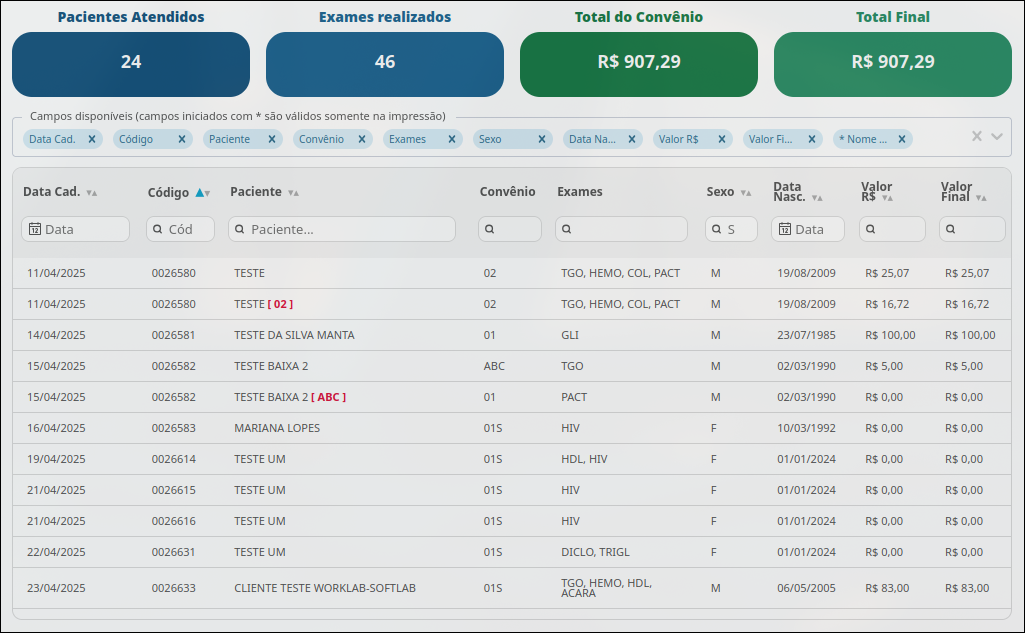 Pacientes Atendidos Exames realizados Total do Convênio Total Final
24 46 R$ 907,29 R$ 907,29
Campos disponíveis (campos iniciados com * são válidos somente na impressão)
Data Cad. Código Paciente Convênio Exames Sexo Data Na... Valor R$ Valor Fi... * Nome ...
Data Cad. Código Paciente Convênio Exames Sexo Data Nasc. Valor R$ Valor Final
12 Data Cód Paciente... S 12 Data
11/04/2025 0026580 TESTE 02 TGO, HEMO, COL, PACT M 19/08/2009 R$ 25,07 R$ 25,07
11/04/2025 0026580 TESTE [ 02 ] 02 TGO, HEMO, COL, PACT M 19/08/2009 R$ 16,72 R$ 16,72
14/04/2025 0026581 TESTE DA SILVA MANTA 01 GLI M 23/07/1985 R$ 100,00 R$ 100,00
15/04/2025 0026582 TESTE BAIXA 2 ABC TGO M 02/03/1990 R$ 5,00 R$ 5,00
15/04/2025 0026582 TESTE BAIXA 2 [ ABC ] 01 PACT M 02/03/1990 R$ 0,00 R$ 0,00
16/04/2025 0026583 MARIANA LOPES 01S HIV F 10/03/1992 R$ 0,00 R$ 0,00
19/04/2025 0026614 TESTE UM 01S HDL, HIV F 01/01/2024 R$ 0,00 R$ 0,00
21/04/2025 0026615 TESTE UM 01S HIV F 01/01/2024 R$ 0,00 R$ 0,00
21/04/2025 0026616 TESTE UM 01S HIV F 01/01/2024 R$ 0,00 R$ 0,00
22/04/2025 0026631 TESTE UM 01S DICLO, TRIGL F 01/01/2024 R$ 0,00 R$ 0,00
23/04/2025 0026633 CLIENTE TESTE WORKLAB-SOFTLAB 01S TGO, HEMO, HDL, ACARA M 06/05/2005 R$ 83,00 R$ 83,00